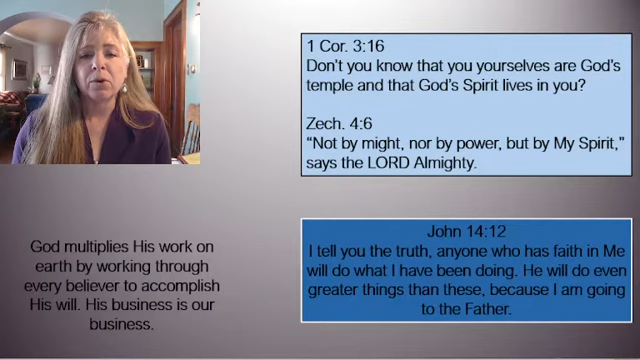 1 Cor. 3:16
Don't you know that you yourselves are God's
temple and that God's Spirit lives in you?
Zech. 4:6
“Not by might, nor by power, but by My Spirit,”
says the LORD Almighty.
John 14:12
I tell you the truth, anyone who has faith in Me
will do what I have been doing. He will do even
greater things than these, because I am going
to the Father.
God multiplies His work on
earth by working through
every believer to accomplish
His will. His business is our
business.